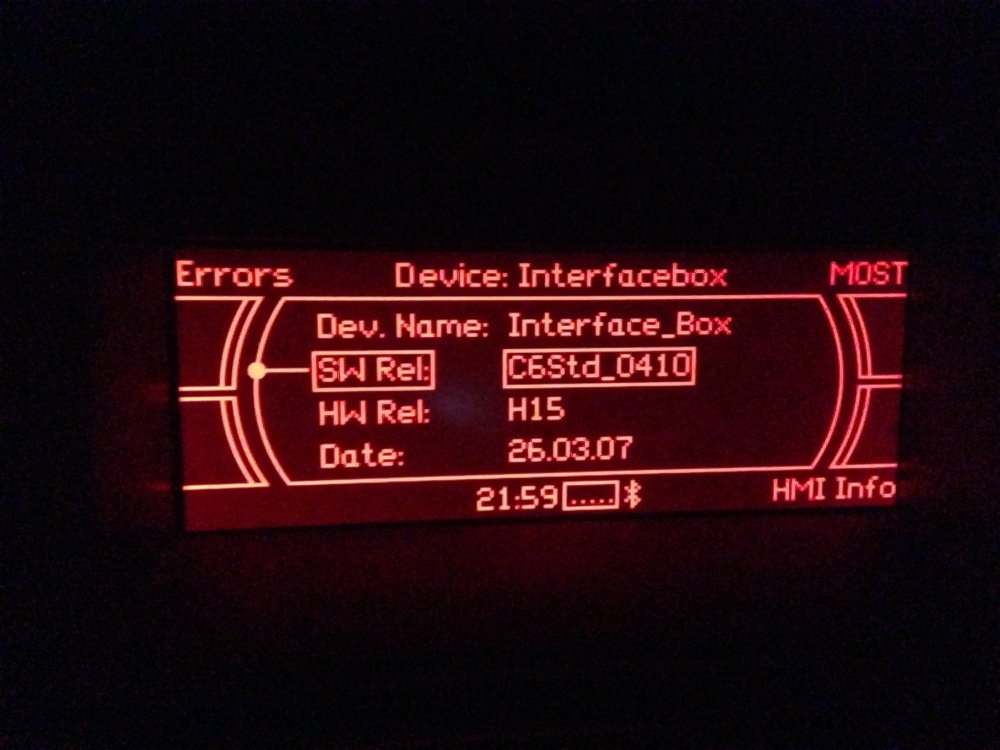 Errors Device: Interfacebox MOST
Dev. Name: Interface_Box
SW Rel: C6Std_0410
HW Rel: H15
Date: 26.03.07
21:59 ..... HMI Info